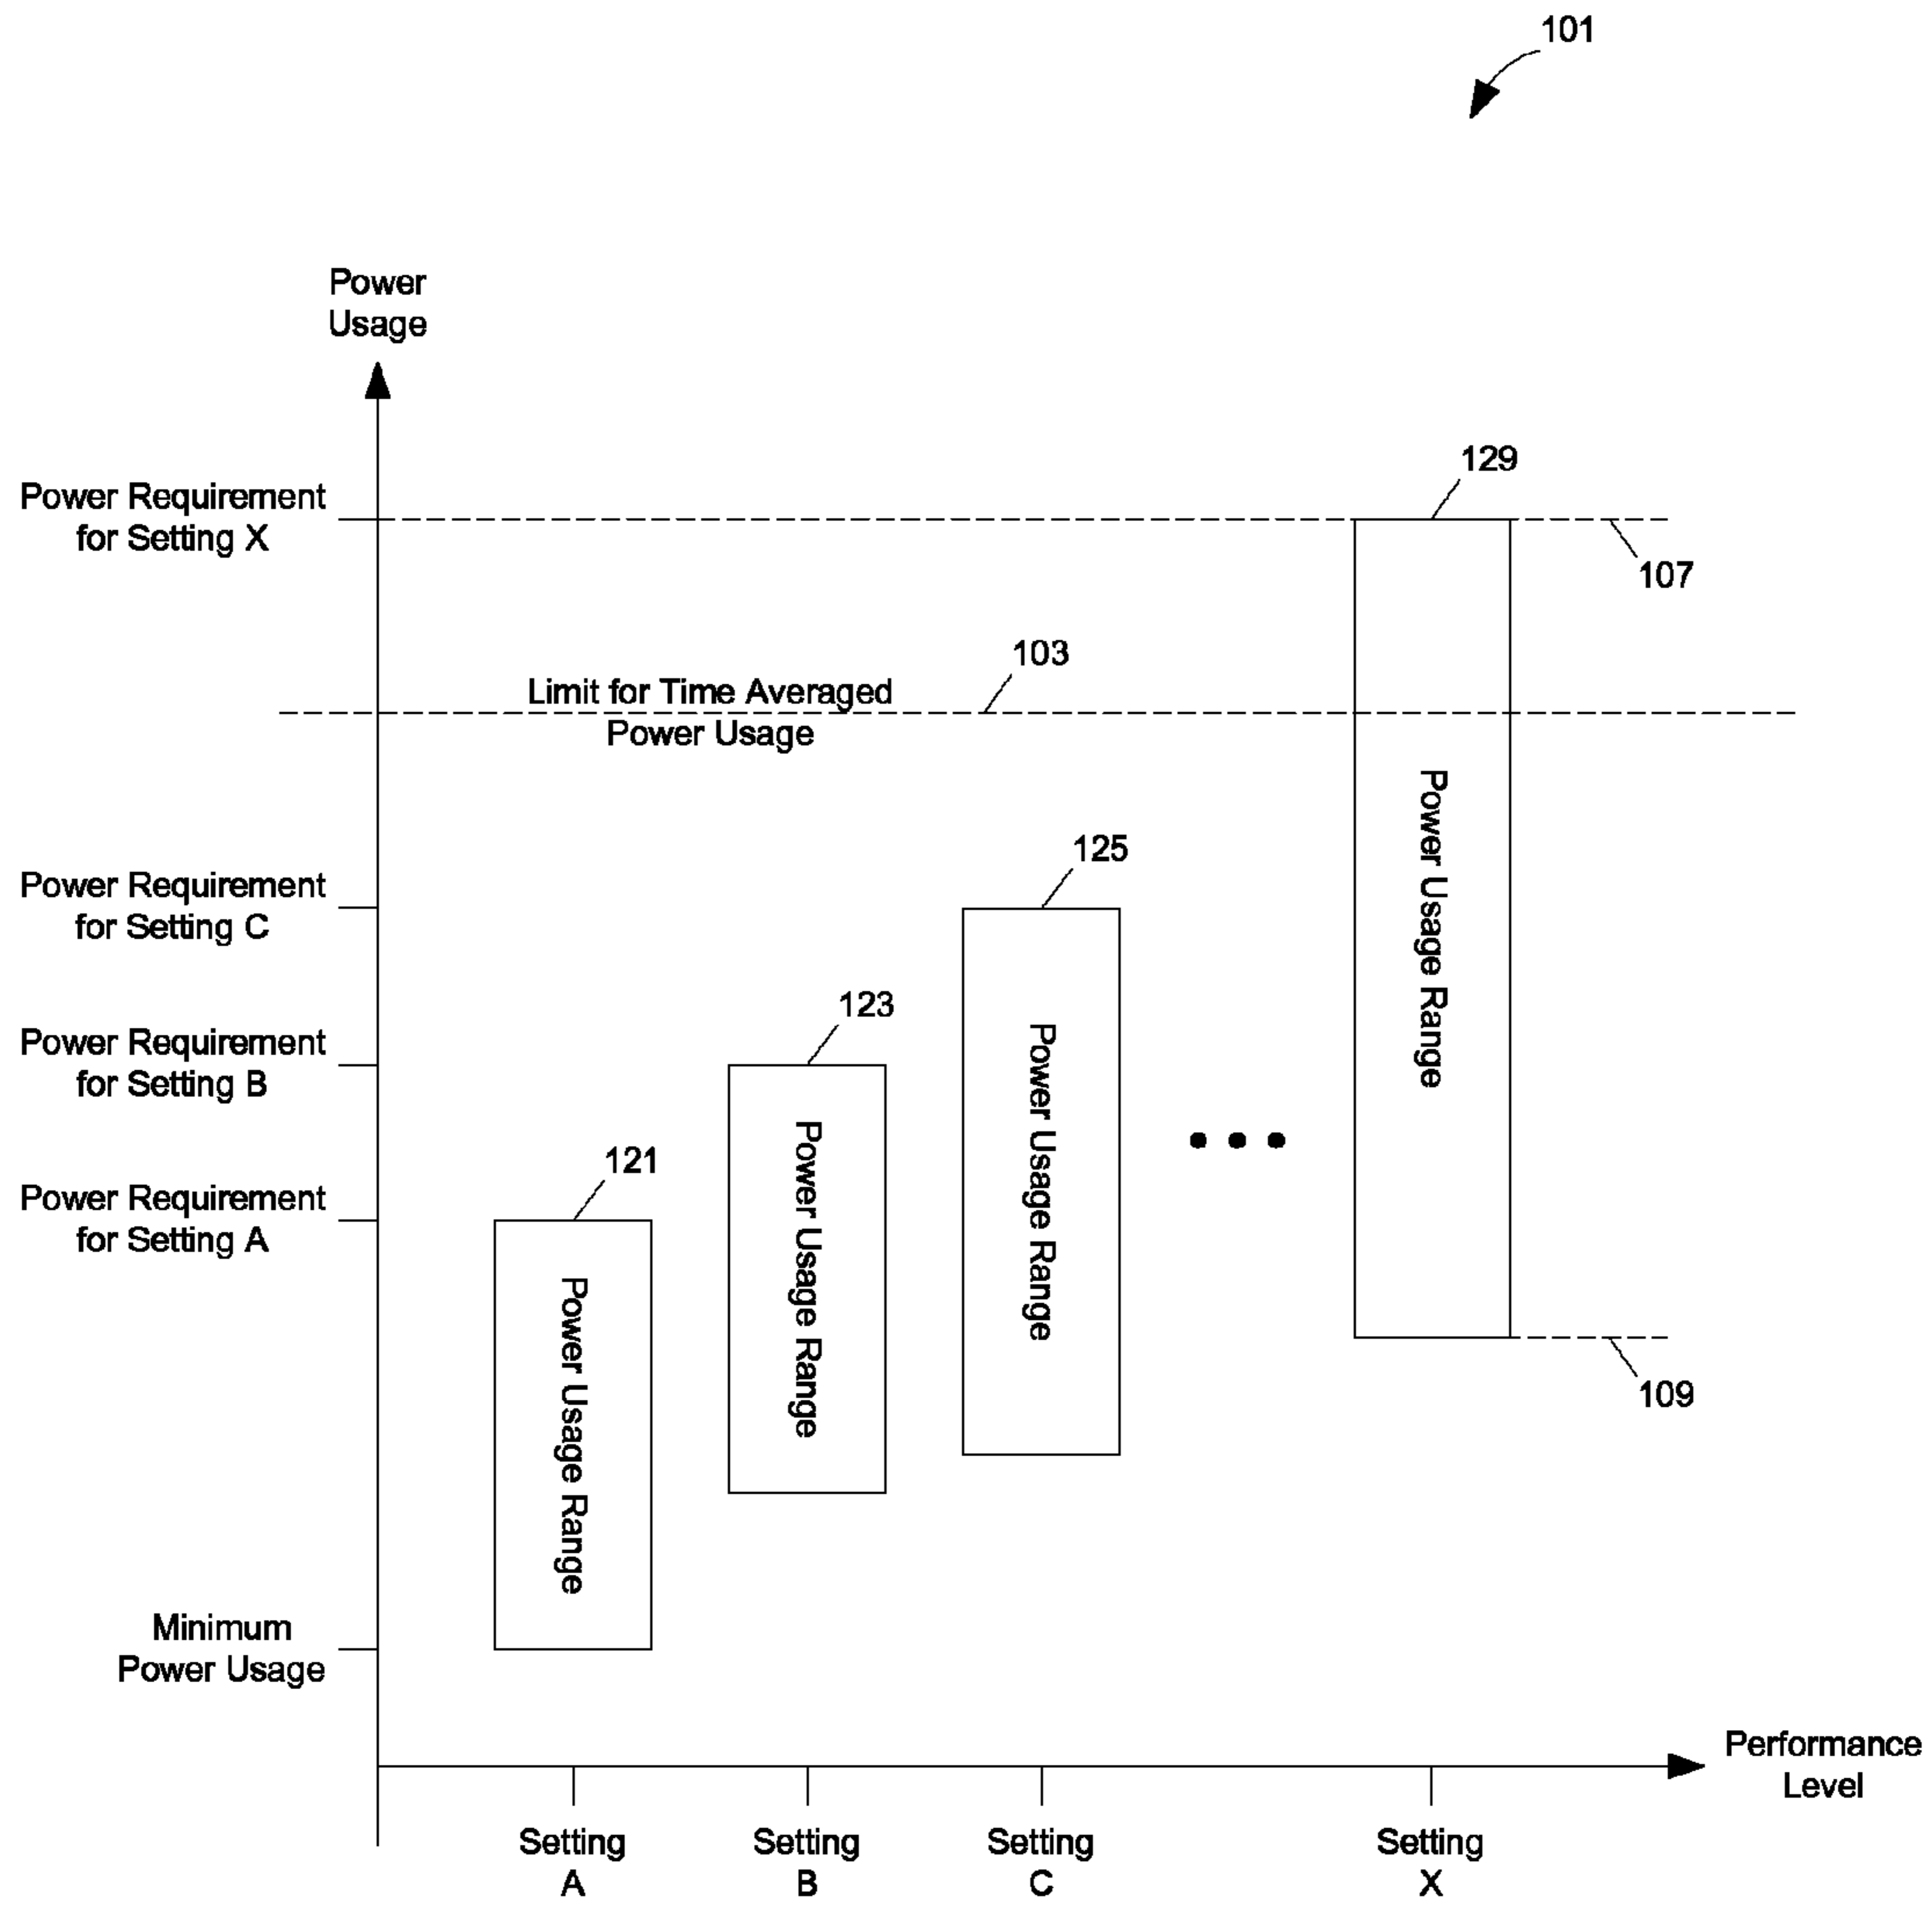 101
Power
Usage
129
Power Requirement
for Setting X
107
103
Limit for Time Averaged
Power Usage
Power Usage Range
125
Power Requirement
for Setting C
123
Power Requirement
for Setting B
Power Usage Range
Power Usage Range
121
Power Requirement
for Setting A
Power Usage Range
109
Minimum
Power Usage
Performance
Level
Setting
A
Setting
B
Setting
C
Setting
X